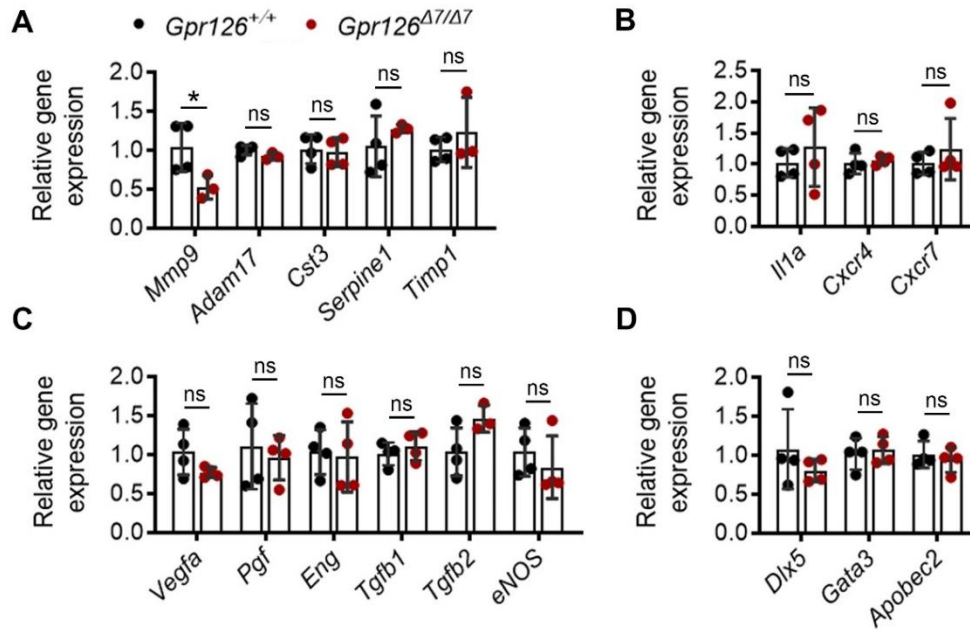 A
Gpr126+/+ Gpr126Δ7/Δ7
Relative gene expression
2.0
1.5
1.0
0.5
0.0
* ns ns ns ns
Mmp9 Adam17 Cst3 Serpine1 Timp1
B
Relative gene expression
2.5
2.0
1.5
1.0
0.5
0.0
ns ns ns
Il1a Cxcr4 Cxcr7
C
Relative gene expression
2.0
1.5
1.0
0.5
0.0
ns ns ns ns ns ns
Vegfa Pgf Eng Tgfb1 Tgfb2 eNOS
D
Relative gene expression
2.0
1.5
1.0
0.5
0.0
ns ns ns
Dlx5 Gata3 Apobec2